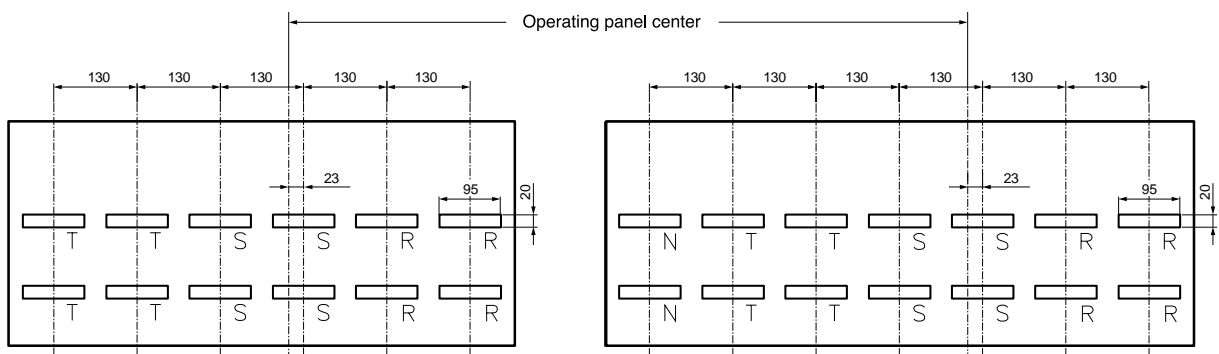 Operating panel center
130 130 130 130 130 130 130 130 130 130 130
23 95 20 23 95 20
T T S S R R N T T S S R R
T T S S R R N T T S S R R